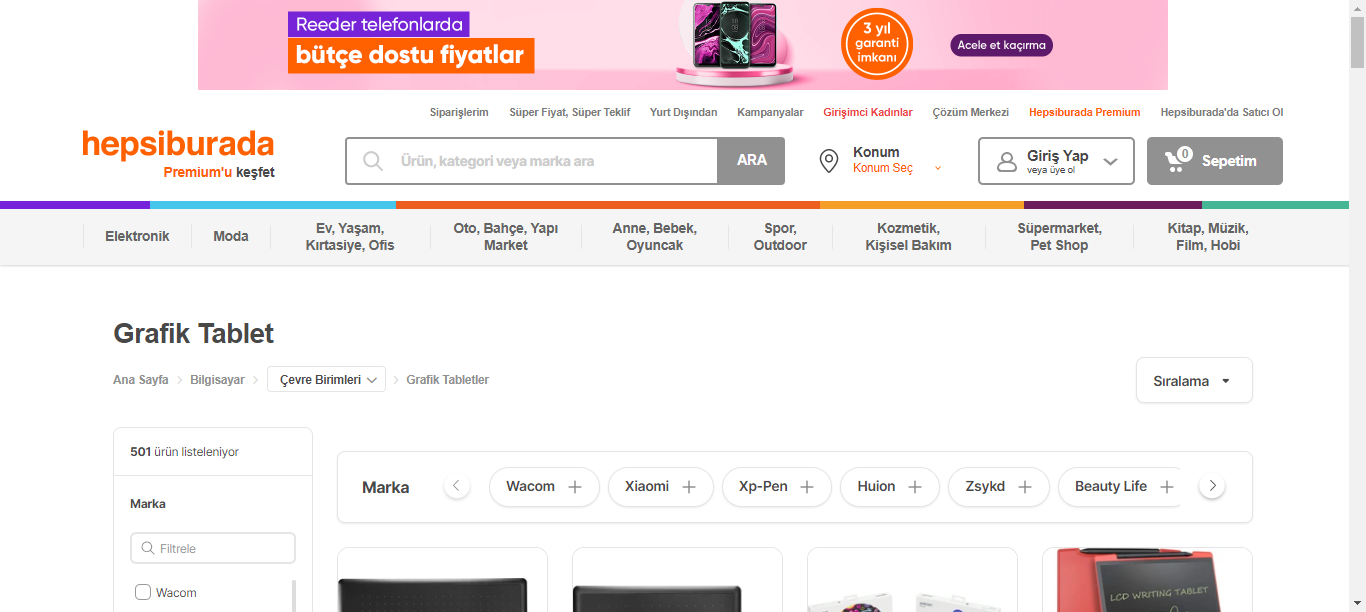 Reeder telefonlarda
bütçe dostu fiyatlar
3 yıl
garanti
imkanı
Acele et kaçırma
Siparişlerim Süper Fiyat, Süper Teklif Yurt Dışından Kampanyalar Girişimci Kadınlar Çözüm Merkezi Hepsiburada Premium Hepsiburada'da Satıcı Ol
hepsiburada
Premium'u keşfet
Ürün, kategori veya marka ara
ARA
Konum
Konum Seç
Giriş Yap
veya üye ol
0
Sepetim
Elektronik
Moda
Ev, Yaşam,
Kırtasiye, Ofis
Oto, Bahçe, Yapı
Market
Anne, Bebek,
Oyuncak
Spor,
Outdoor
Kozmetik,
Kişisel Bakım
Süpermarket,
Pet Shop
Kitap, Müzik,
Film, Hobi
Grafik Tablet
Ana Sayfa Bilgisayar Çevre Birimleri Grafik Tabletler
Sıralama
501 ürün listeleniyor
Marka
Filtrele
Wacom
Marka Wacom Xiaomi Xp-Pen Huion Zsykd Beauty Life
LCD WRITING TABLET